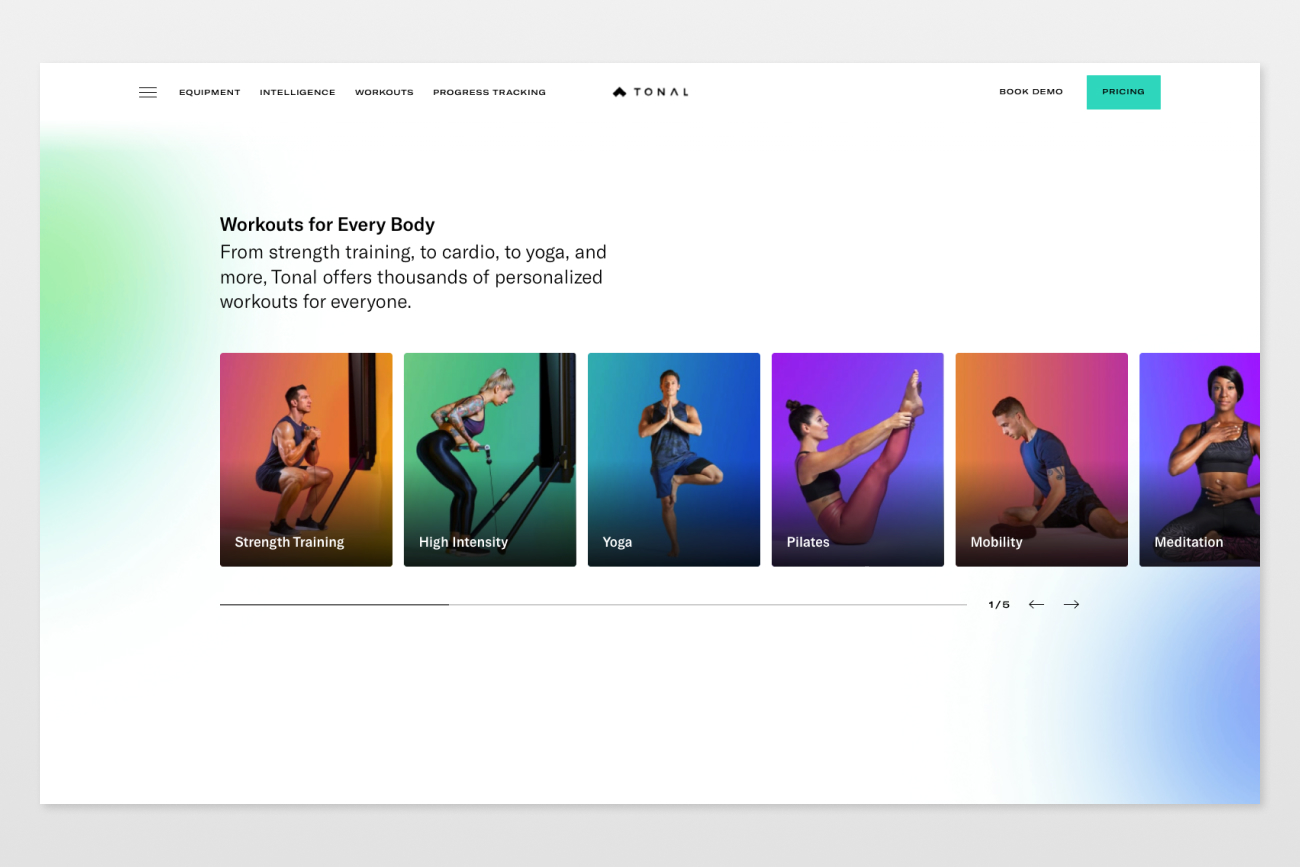 EQUIPMENT INTELLIGENCE WORKOUTS PROGRESS TRACKING TONAL BOOK DEMO PRICING
Workouts for Every Body
From strength training, to cardio, to yoga, and
more, Tonal offers thousands of personalized
workouts for everyone.
Strength Training High Intensity Yoga Pilates Mobility Meditation
1/5